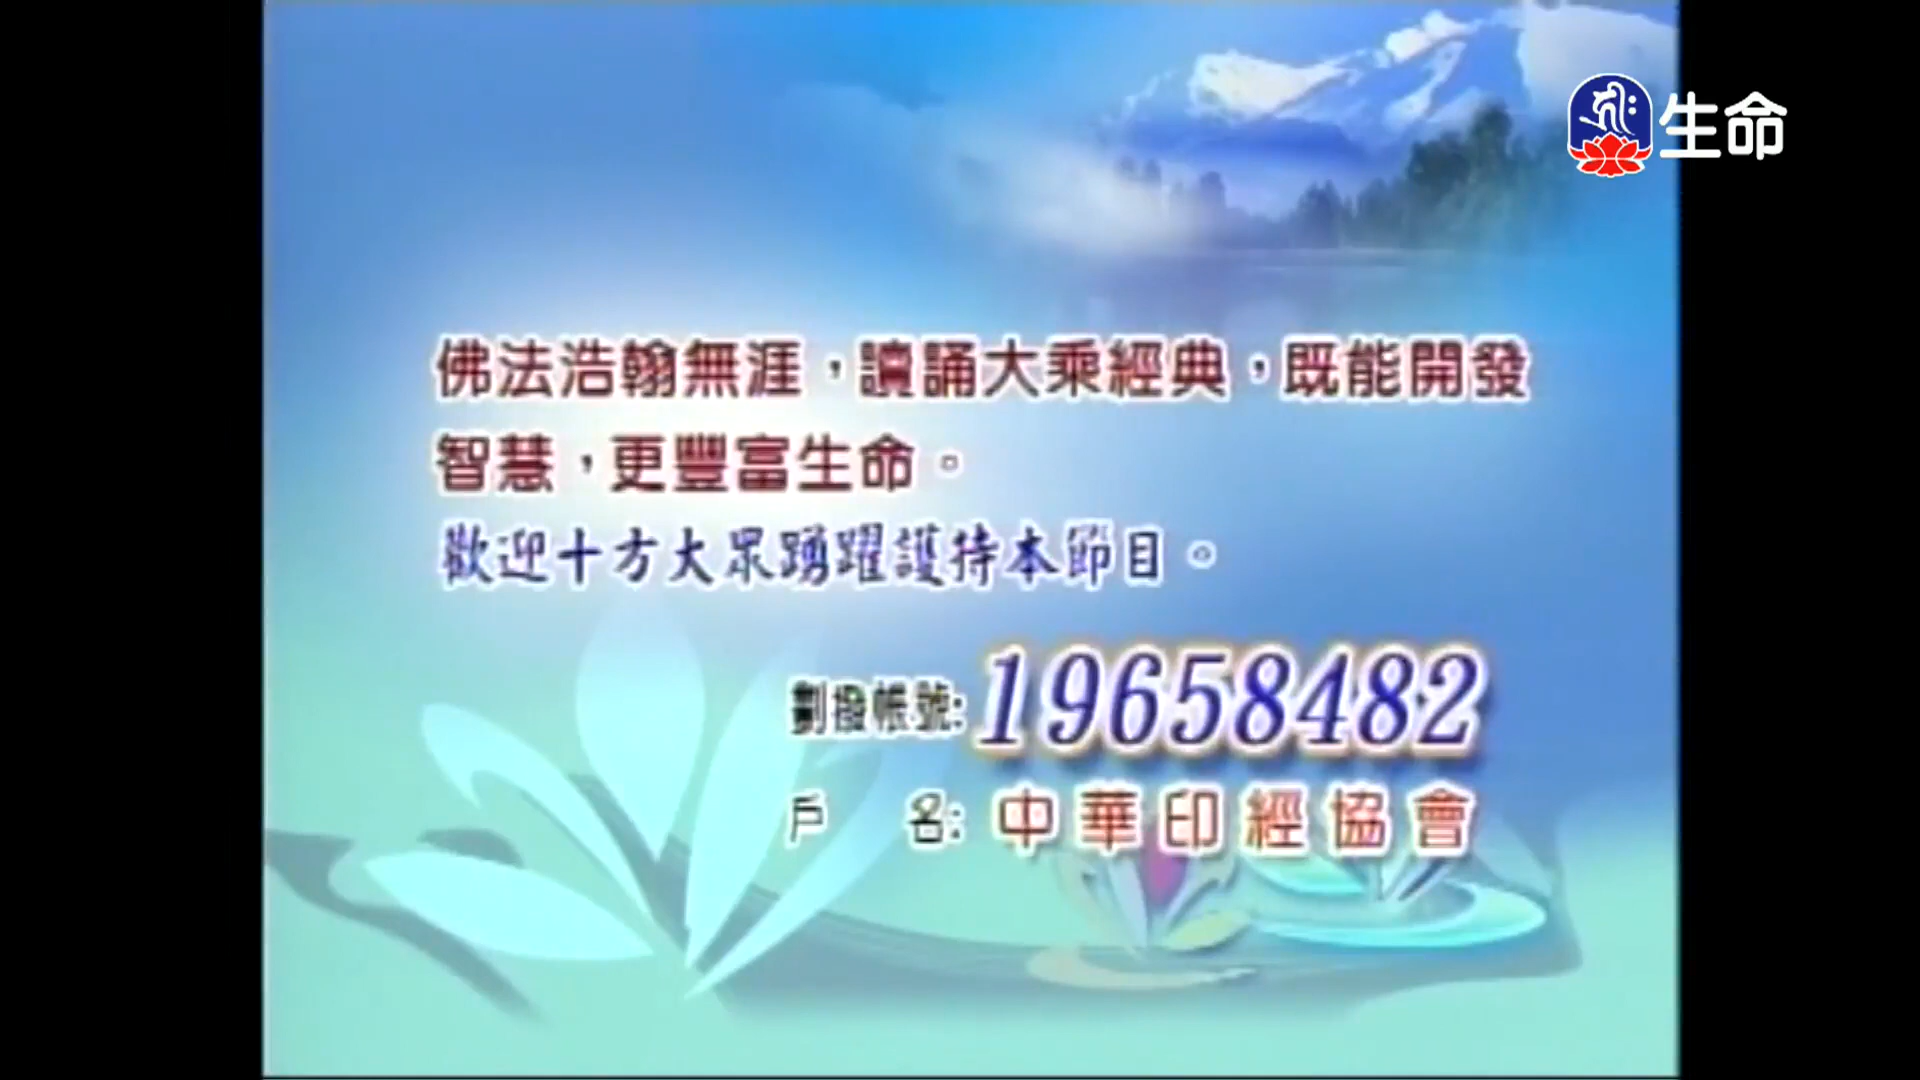 生命
佛法浩翰無涯，讀誦大乘經典，既能開發
智慧，更豐富生命。
歡迎十方大眾踴躍護持本節目。
劃撥帳號: 19658482
戶 名: 中華印經協會